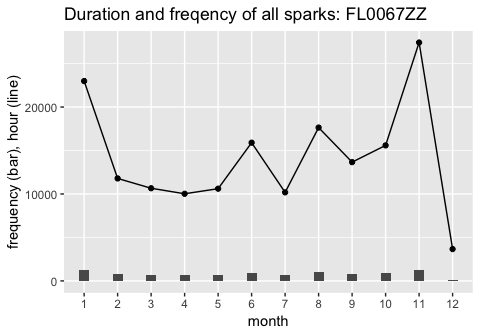 Duration and freqency of all sparks: FL0067ZZ
frequency (bar), hour (line)
20000
10000
0
1 2 3 4 5 6 7 8 9 10 11 12
month